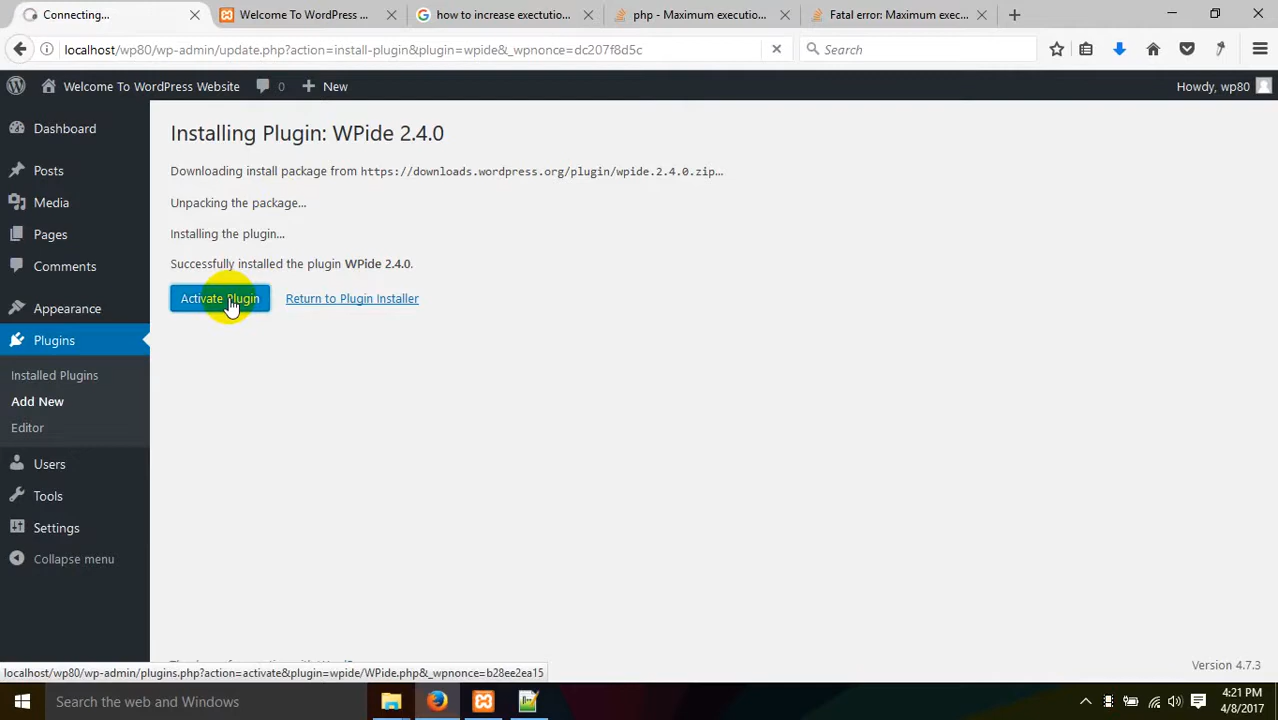 Connecting...
Welcome To WordPress
how to increase exectution...
php - Maximum executio...
Fatal error: Maximum exec...
localhost/wp80/wp-admin/update.php?action=install-plugin&plugin=wpide&_wpnonce=dc207f8d5c
Search
Welcome To WordPress Website
0
New
Howdy, wp80
Dashboard
Posts
Media
Pages
Comments
Appearance
Plugins
Installed Plugins
Add New
Editor
Users
Tools
Settings
Collapse menu
Installing Plugin: WPide 2.4.0
Downloading install package from https://downloads.wordpress.org/plugin/wpide.2.4.0.zip...
Unpacking the package...
Installing the plugin...
Successfully installed the plugin WPide 2.4.0.
Activate Plugin
Return to Plugin Installer
Version 4.7.3
localhost/wp80/wp-admin/plugins.php?action=activate&plugin=wpide/WPide.php&_wpnonce=b28ee2ea15
Search the web and Windows
4:21 PM
4/8/2017